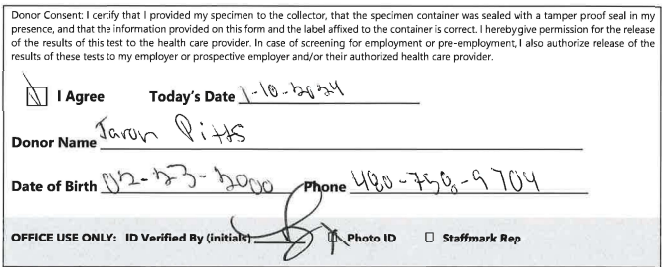 Donor Consent: I certify that I provided my specimen to the collector, that the specimen container was sealed with a tamper proof seal in my
presence, and that the information provided on this form and the label affixed to the container is correct. I hereby give permission for the release
of the results of this test to the health care provider. In case of screening for employment or pre-employment, I also authorize release of the
results of these tests to my employer or prospective employer and/or their authorized health care provider.
I Agree Today's Date 1-10-2024
Donor Name Jaron Pitts
Date of Birth 02-23-2000 Phone 480-750-9704
OFFICE USE ONLY: ID Verified By (initials) Photo ID Staffmark Rep